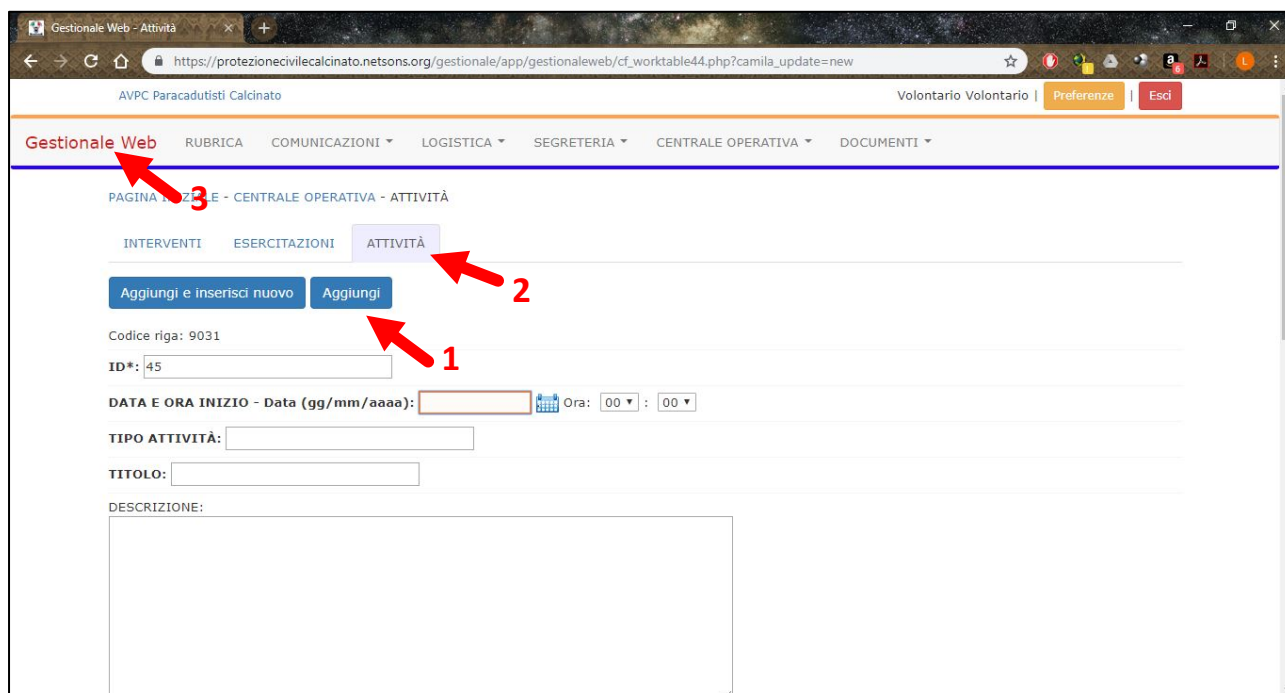 Gestionale Web - Attività
https://protezionecivilecalcinato.netsons.org/gestionale/app/gestionaleweb/cf_worktable44.php?camila_update=new
6
L
AVPC Paracadutisti Calcinato
Volontario Volontario | Preferenze | Esci
Gestionale Web RUBRICA COMUNICAZIONI LOGISTICA SEGRETERIA CENTRALE OPERATIVA DOCUMENTI
3
PAGINA - CENTRALE OPERATIVA - ATTIVITÀ
INTERVENTI ESERCITAZIONI ATTIVITÀ
2
Aggiungi e inserisci nuovo Aggiungi
1
Codice riga: 9031
ID*: 45
DATA E ORA INIZIO - Data (gg/mm/aaaa): Ora: 00 : 00
TIPO ATTIVITÀ:
TITOLO:
DESCRIZIONE: